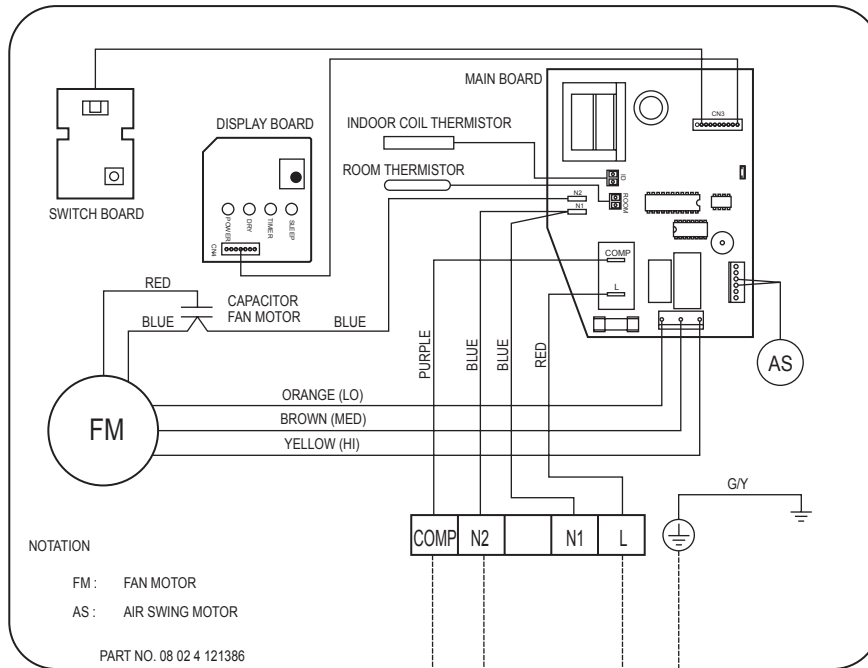 MAIN BOARD
CN3
DISPLAY BOARD
INDOOR COIL THERMISTOR
ROOM THERMISTOR
ID
ROOM
N2
N1
SWITCH BOARD
POWER
DRY
TIMER
SLEEP
CN4
COMP
L
RED
CAPACITOR
FAN MOTOR
BLUE
BLUE
PURPLE
BLUE
BLUE
RED
AS
ORANGE (LO)
BROWN (MED)
YELLOW (HI)
FM
G/Y
COMP N2 N1 L
NOTATION
FM : FAN MOTOR
AS : AIR SWING MOTOR
PART NO. 08 02 4 121386